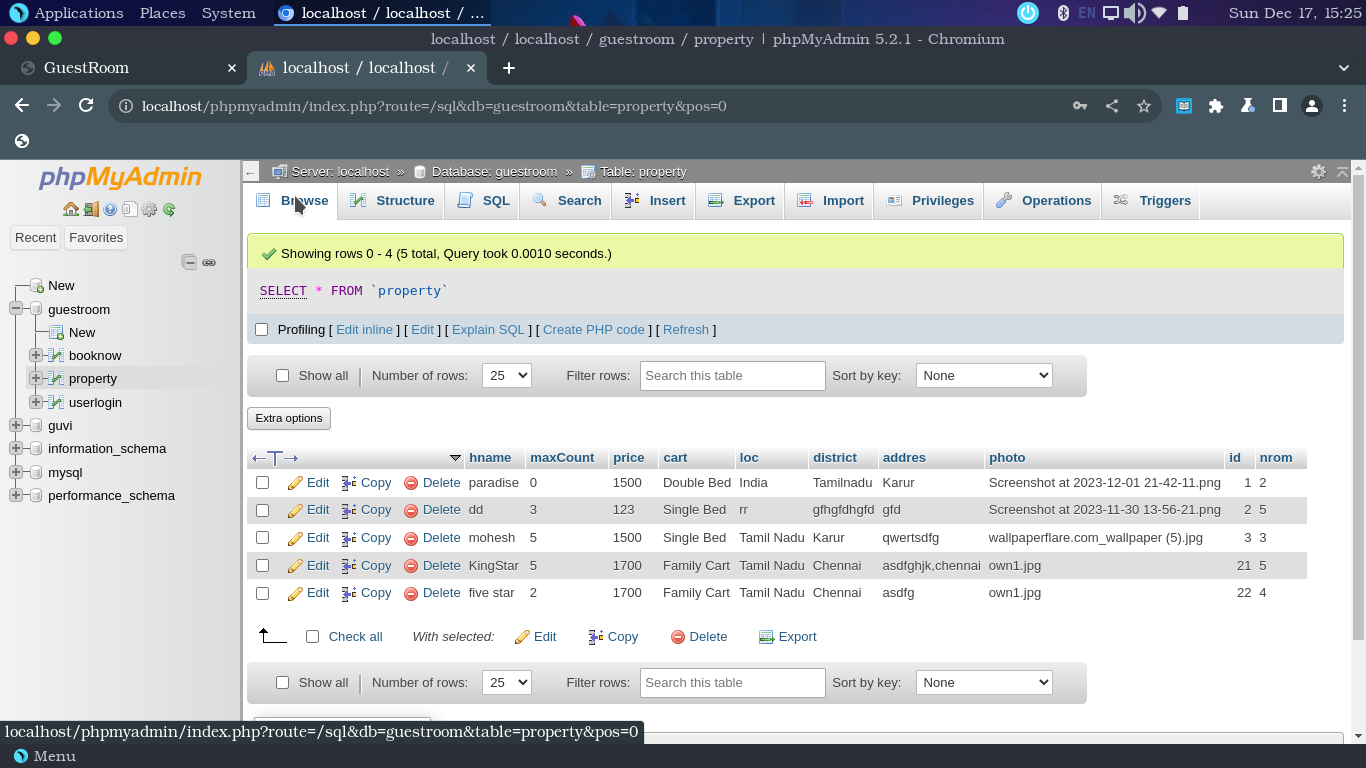 Applications Places System localhost / localhost / ... EN Sun Dec 17, 15:25
localhost / localhost / guestroom / property | phpMyAdmin 5.2.1 - Chromium
GuestRoom × localhost / localhost / × +
localhost/phpmyadmin/index.php?route=/sql&db=guestroom&table=property&pos=0
phpMyAdmin
Recent Favorites
New
guestroom
New
booknow
property
userlogin
guvi
information_schema
mysql
performance_schema
Server: localhost » Database: guestroom » Table: property
Browse Structure SQL Search Insert Export Import Privileges Operations Triggers
Showing rows 0 - 4 (5 total, Query took 0.0010 seconds.)
SELECT * FROM `property`
Profiling [ Edit inline ] [ Edit ] [ Explain SQL ] [ Create PHP code ] [ Refresh ]
Show all Number of rows: 25 Filter rows: Search this table Sort by key: None
Extra options
←T→ hname maxCount price cart loc district addres photo id nrom
Edit Copy Delete paradise 0 1500 Double Bed India Tamilnadu Karur Screenshot at 2023-12-01 21-42-11.png 1 2
Edit Copy Delete dd 3 123 Single Bed rr gfhgfdhgfd gfd Screenshot at 2023-11-30 13-56-21.png 2 5
Edit Copy Delete mohesh 5 1500 Single Bed Tamil Nadu Karur qwertsdfg wallpaperflare.com_wallpaper (5).jpg 3 3
Edit Copy Delete KingStar 5 1700 Family Cart Tamil Nadu Chennai asdfghjk,chennai own1.jpg 21 5
Edit Copy Delete five star 2 1700 Family Cart Tamil Nadu Chennai asdfg own1.jpg 22 4
Check all With selected: Edit Copy Delete Export
Show all Number of rows: 25 Filter rows: Search this table Sort by key: None
localhost/phpmyadmin/index.php?route=/sql&db=guestroom&table=property&pos=0
Menu